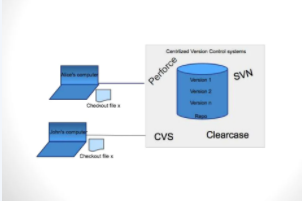 Centrlized Version Control systems
Alice's computer
Perforce
SVN
Version 1
Version 2
Version n
Repo
Checkout file x
John's computer
CVS
Clearcase
Checkout file x